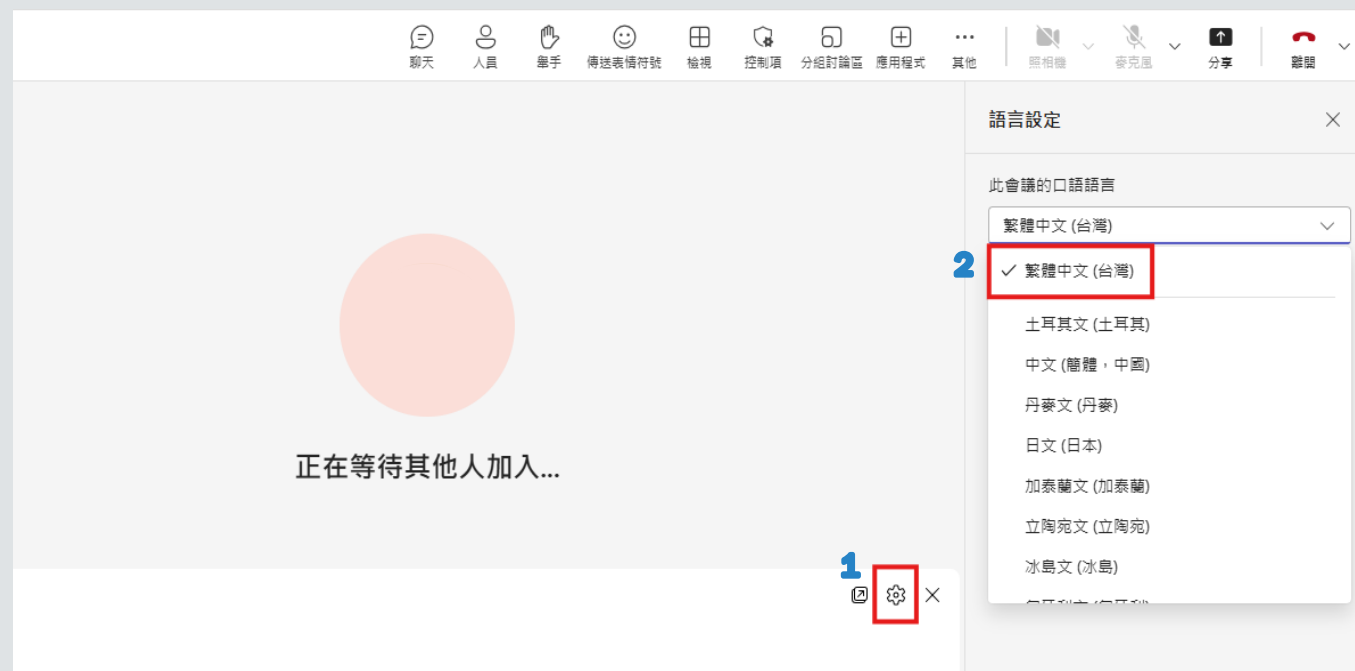 聊天
人員
舉手
傳送表情符號
檢視
控制項
分組討論區
應用程式
其他
照相機
麥克風
分享
離開
語言設定
此會議的口語語言
繁體中文 (台灣)
2
繁體中文 (台灣)
土耳其文 (土耳其)
中文 (簡體，中國)
丹麥文 (丹麥)
日文 (日本)
加泰蘭文 (加泰蘭)
立陶宛文 (立陶宛)
冰島文 (冰島)
正在等待其他人加入...
1